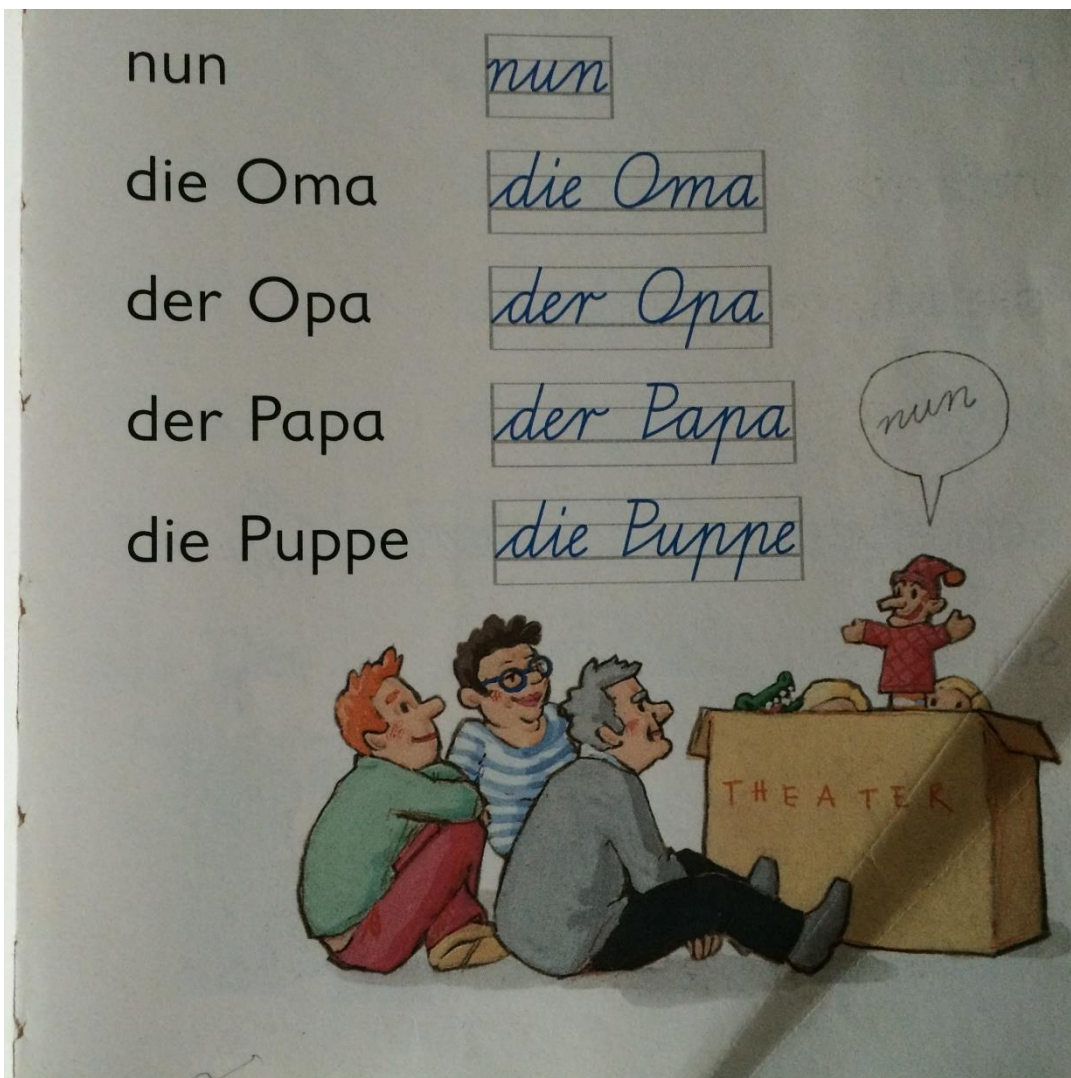 nun nun
die Oma die Oma
der Opa der Opa
der Papa der Papa
die Puppe die Puppe
nun
THEATER